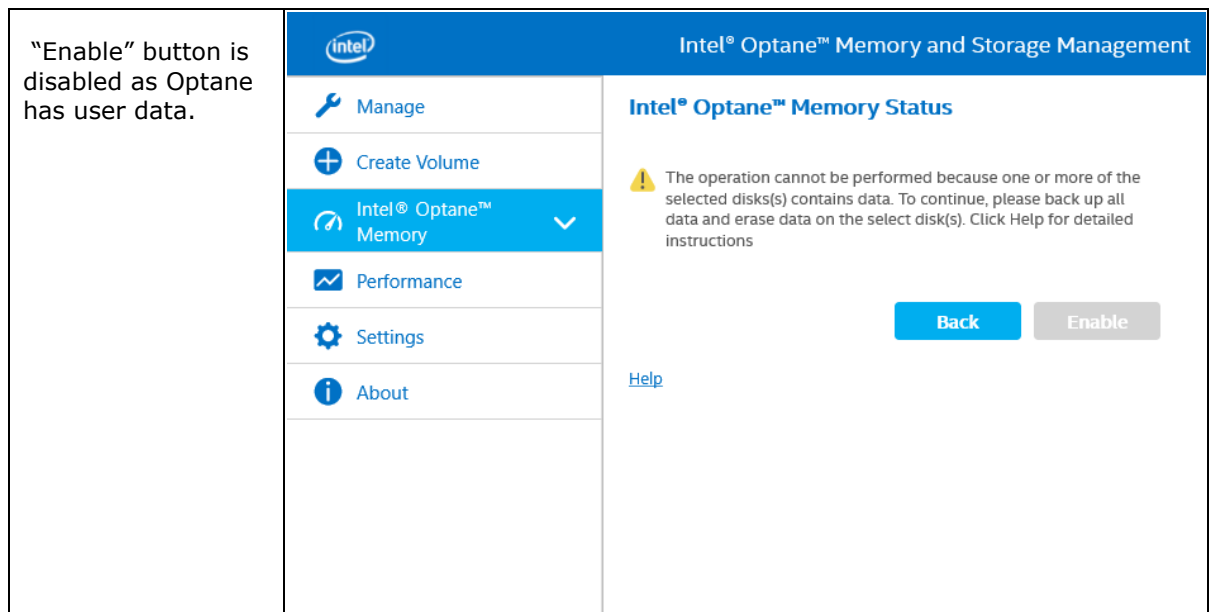 “Enable” button is
disabled as Optane
has user data.
intel
Intel® Optane™ Memory and Storage Management
Manage
Create Volume
Intel® Optane™
Memory
Performance
Settings
About
Intel® Optane™ Memory Status
The operation cannot be performed because one or more of the
selected disks(s) contains data. To continue, please back up all
data and erase data on the select disk(s). Click Help for detailed
instructions
Back
Enable
Help